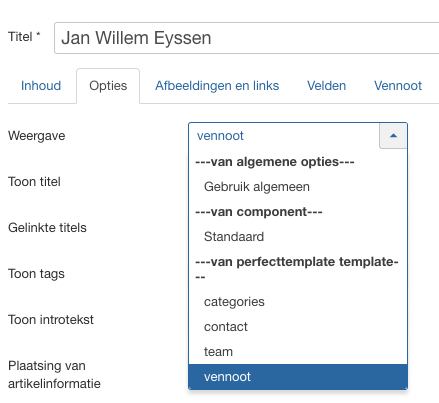 Titel * Jan Willem Eyssen
Inhoud Opties Afbeeldingen en links Velden Vennoot
Weergave vennoot
---van algemene opties---
Toon titel Gebruik algemeen
---van component---
Gelinkte titels Standaard
---van perfecttemplate template-
--
Toon tags
categories
Toon introtekst contact
team
Plaatsing van
artikelinformatie
vennoot